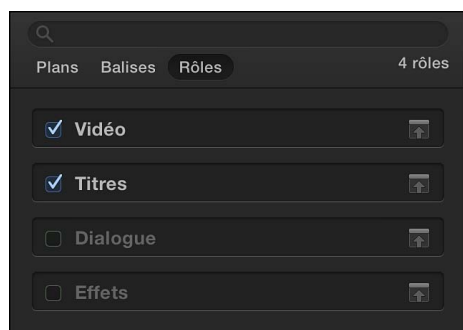 Plans Balises Rôles 4 rôles
Vidéo
Titres
Dialogue
Effets